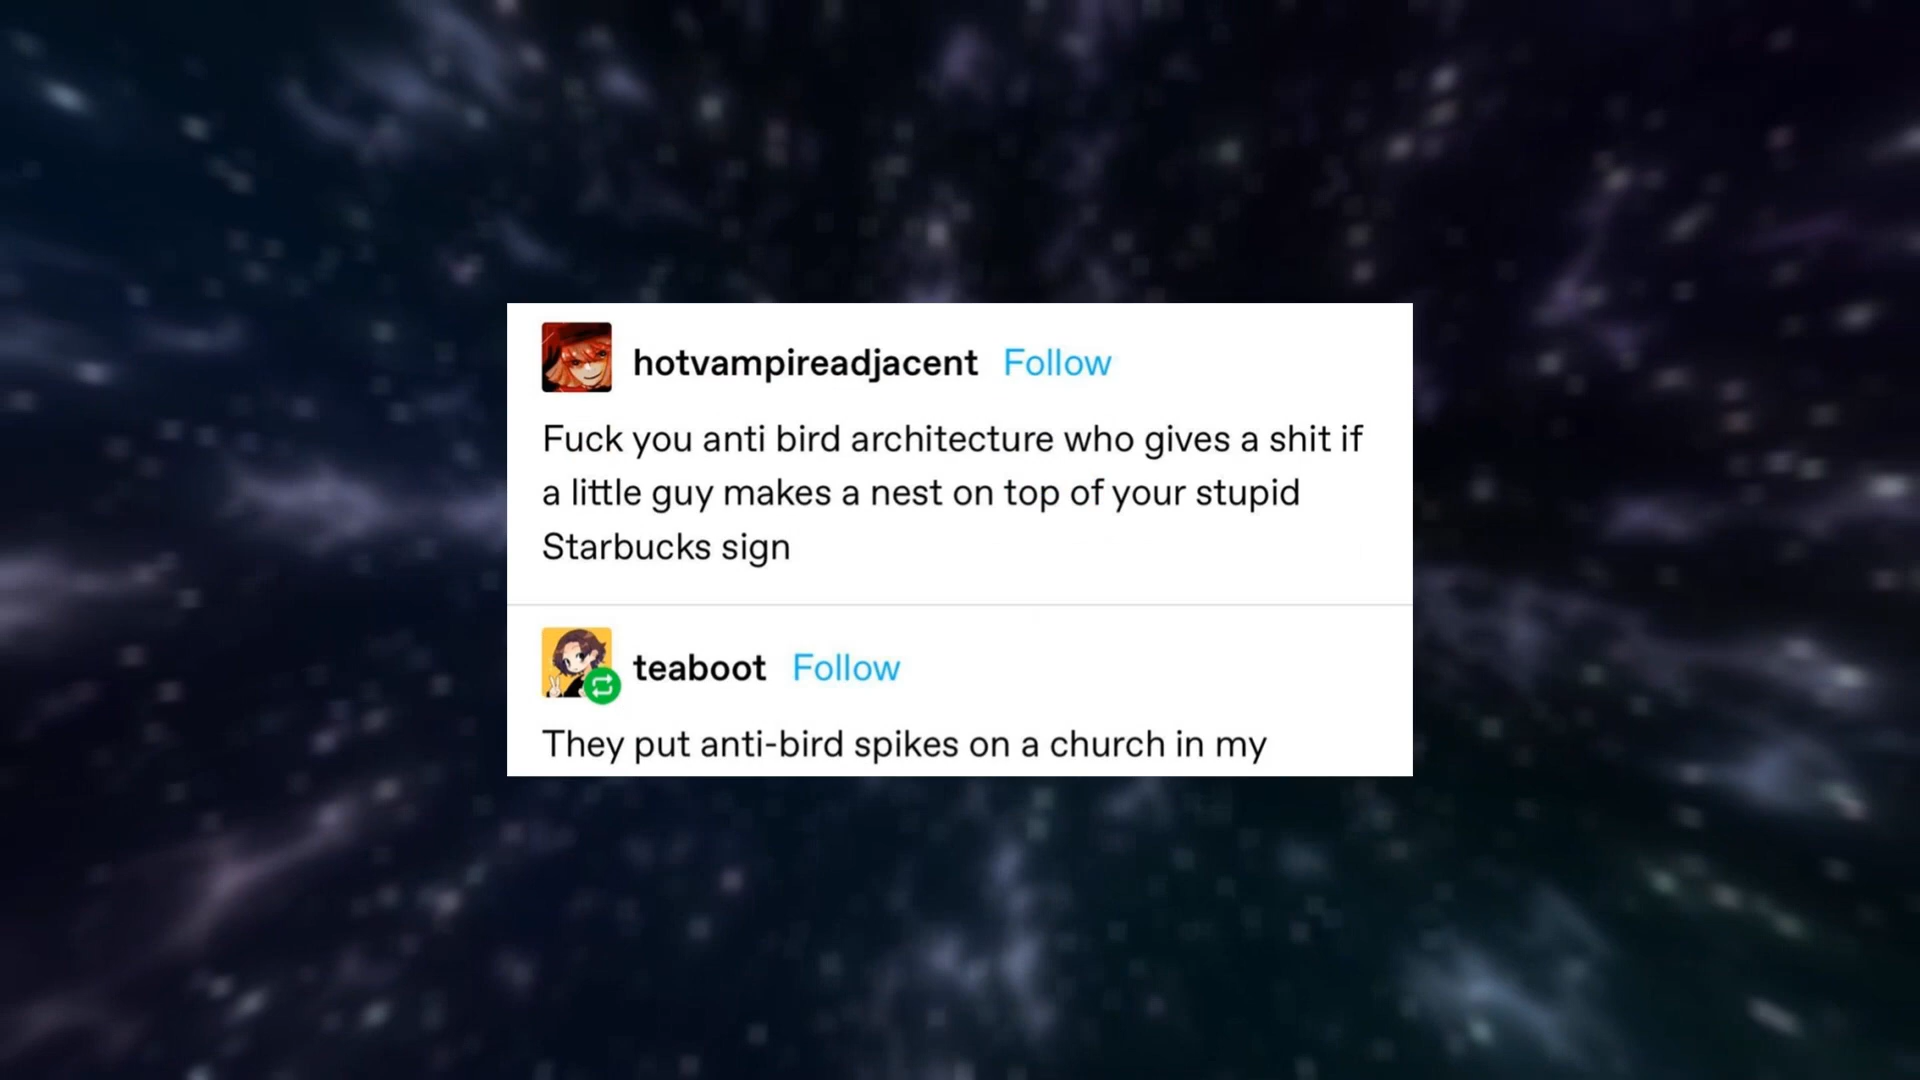 hotvampireadjacent Follow
Fuck you anti bird architecture who gives a shit if
a little guy makes a nest on top of your stupid
Starbucks sign
teaboot Follow
They put anti-bird spikes on a church in my